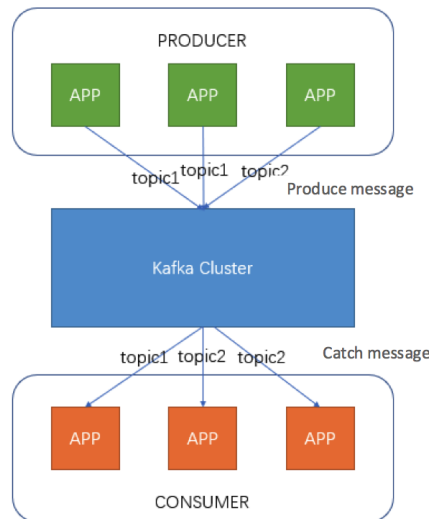 PRODUCER
APP APP APP
topic1 topic1 topic2
Produce message
Kafka Cluster
topic1 topic2 topic2
Catch message
APP APP APP
CONSUMER